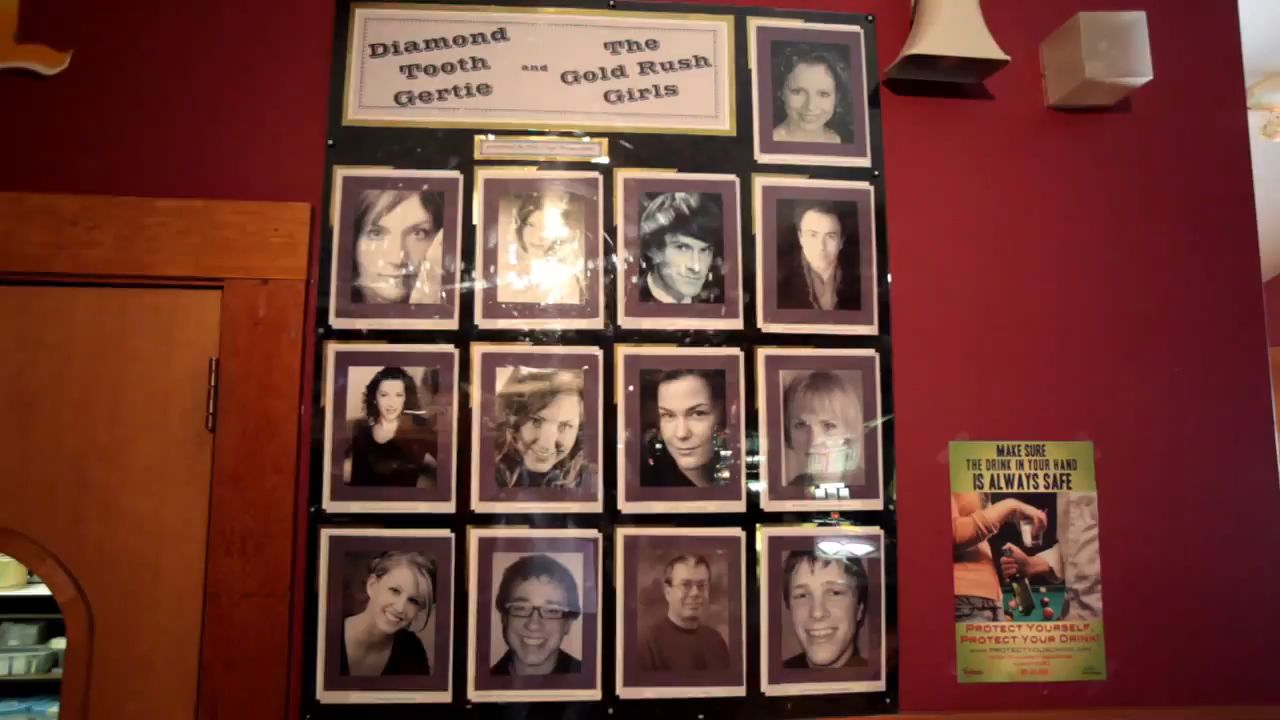 Diamond
Tooth
Gertie
and
The
Gold Rush
Girls
MAKE SURE
THE DRINK IN YOUR HAND
IS ALWAYS SAFE
PROTECT YOURSELF,
PROTECT YOUR DRINK!